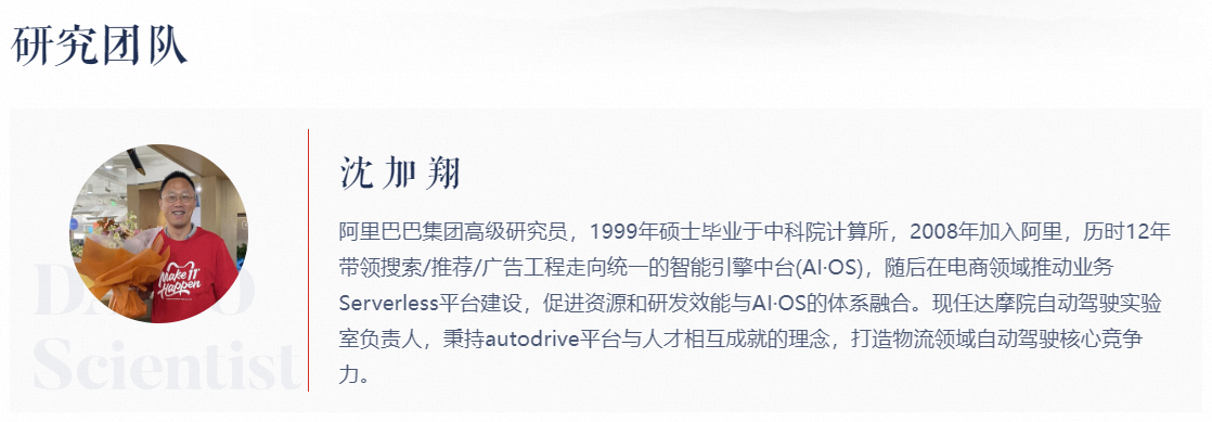 研究团队
沈加翔
阿里巴巴集团高级研究员，1999年硕士毕业于中科院计算所，2008年加入阿里，历时12年
带领搜索/推荐/广告工程走向统一的智能引擎中台(AI·OS)，随后在电商领域推动业务
Serverless平台建设，促进资源和研发效能与AI·OS的体系融合。现任达摩院自动驾驶实验
室负责人，秉持autodrive平台与人才相互成就的理念，打造物流领域自动驾驶核心竞争
力。
Make It
Happen
Scientist